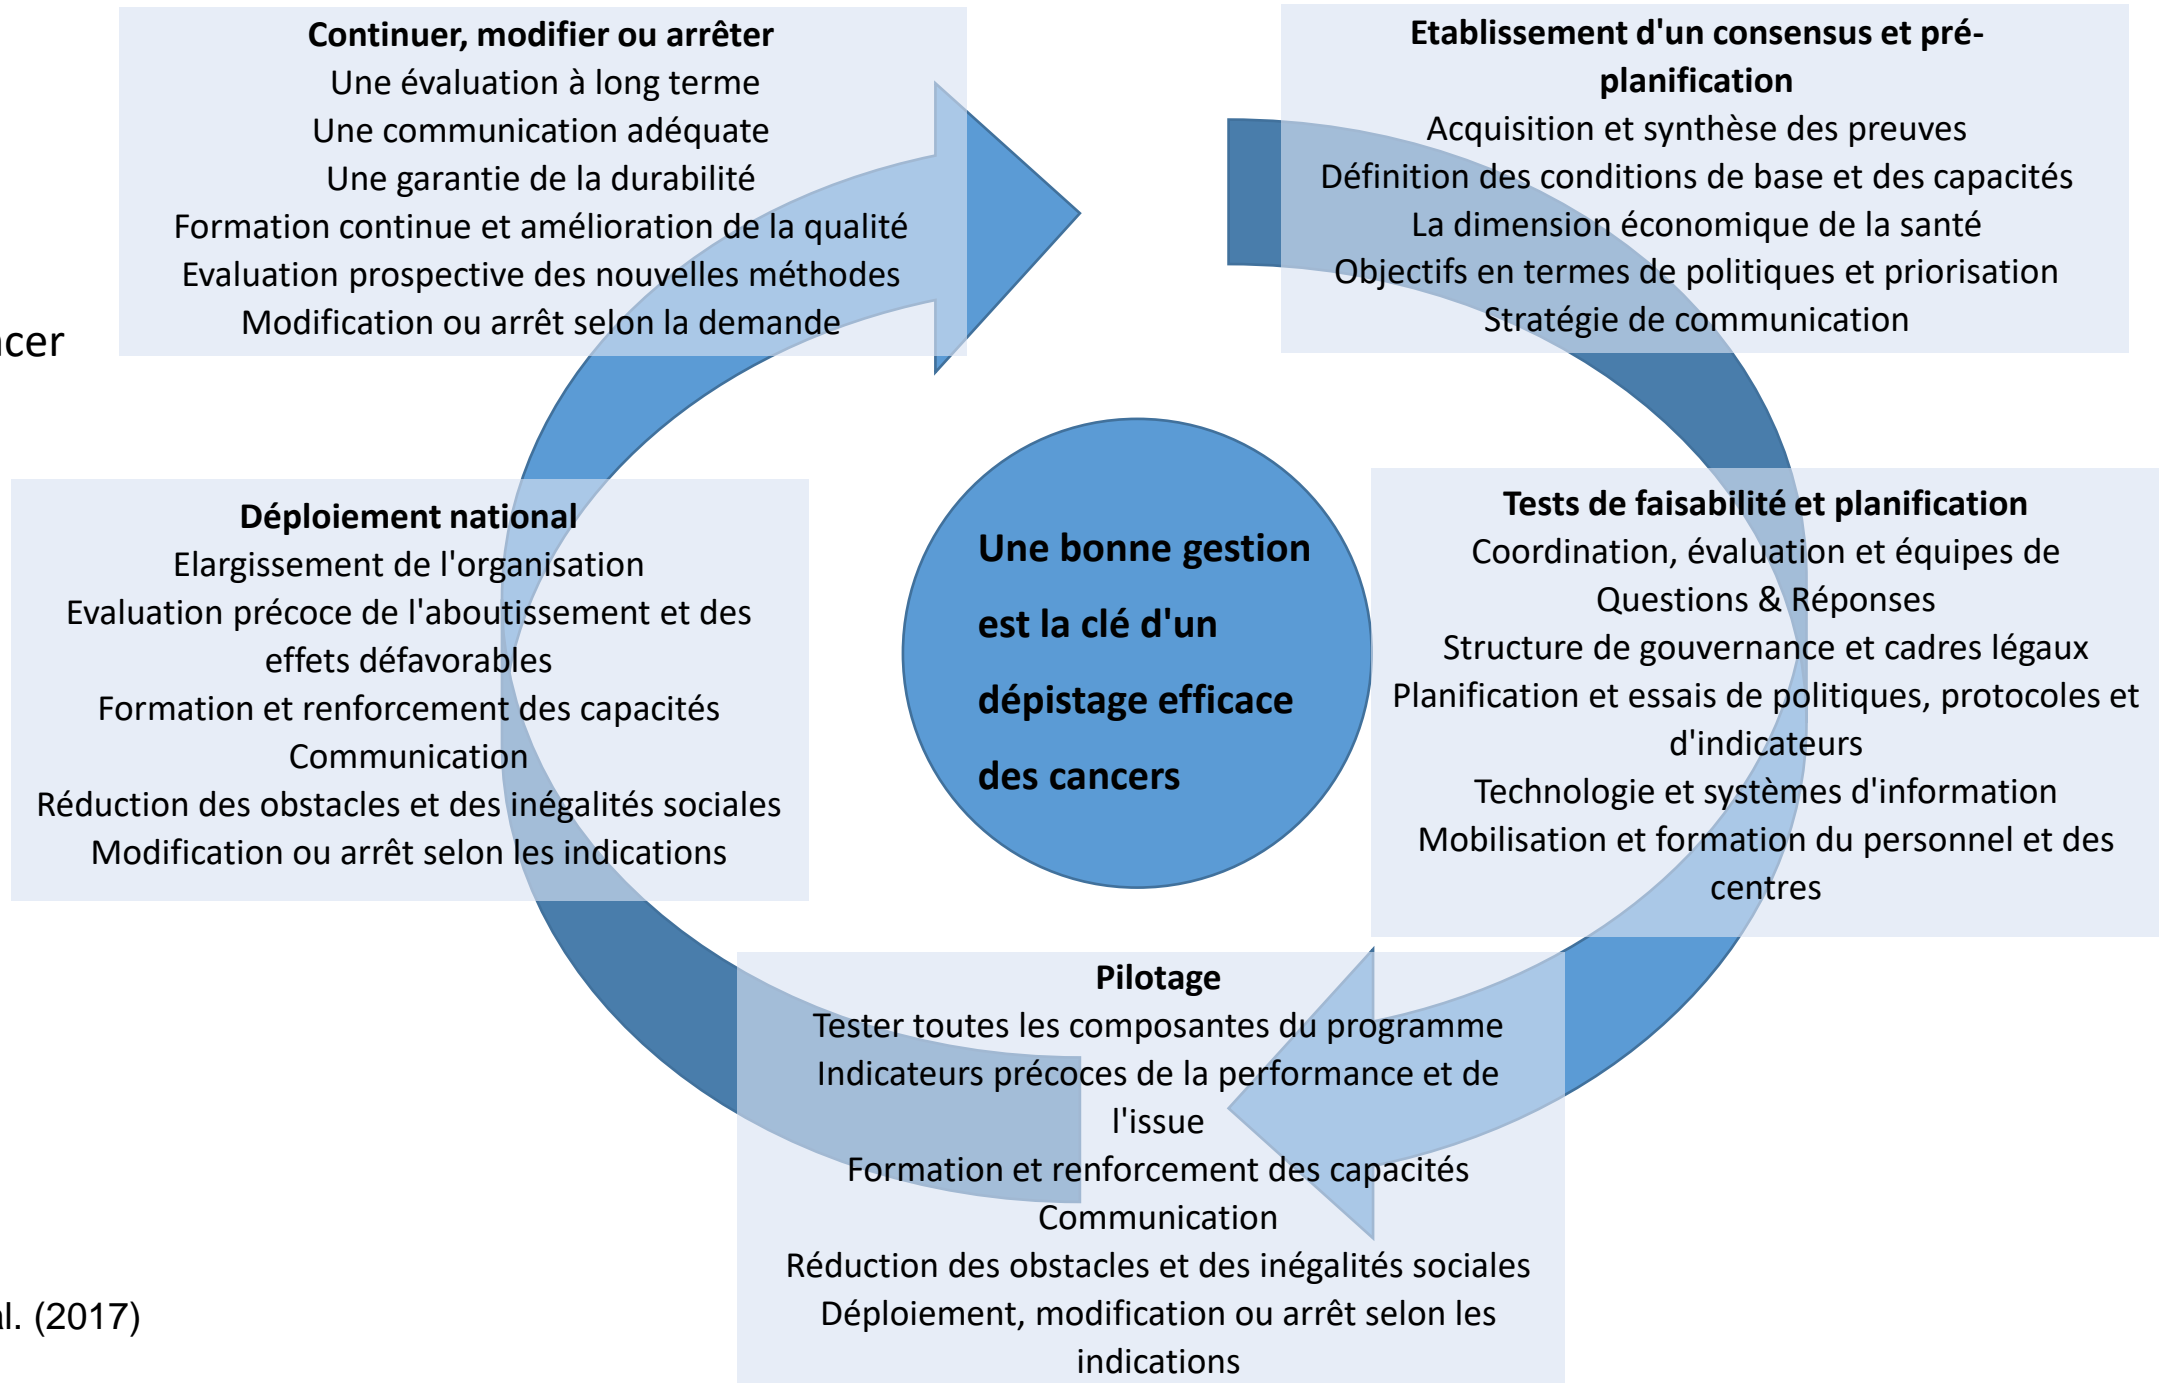 Continuer, modifier ou arrêter
Une évaluation à long terme
Une communication adéquate
Une garantie de la durabilité
Formation continue et amélioration de la qualité
Evaluation prospective des nouvelles méthodes
Modification ou arrêt selon la demande
Etablissement d'un consensus et pré-
planification
Acquisition et synthèse des preuves
Définition des conditions de base et des capacités
La dimension économique de la santé
Objectifs en termes de politiques et priorisation
Stratégie de communication
Déploiement national
Elargissement de l'organisation
Evaluation précoce de l'aboutissement et des
effets défavorables
Formation et renforcement des capacités
Communication
Réduction des obstacles et des inégalités sociales
Modification ou arrêt selon les indications
Une bonne gestion
est la clé d'un
dépistage efficace
des cancers
Tests de faisabilité et planification
Coordination, évaluation et équipes de
Questions & Réponses
Structure de gouvernance et cadres légaux
Planification et essais de politiques, protocoles et
d'indicateurs
Technologie et systèmes d'information
Mobilisation et formation du personnel et des
centres
Pilotage
Tester toutes les composantes du programme
Indicateurs précoces de la performance et de
l'issue
Formation et renforcement des capacités
Communication
Réduction des obstacles et des inégalités sociales
Déploiement, modification ou arrêt selon les
indications
(2017)